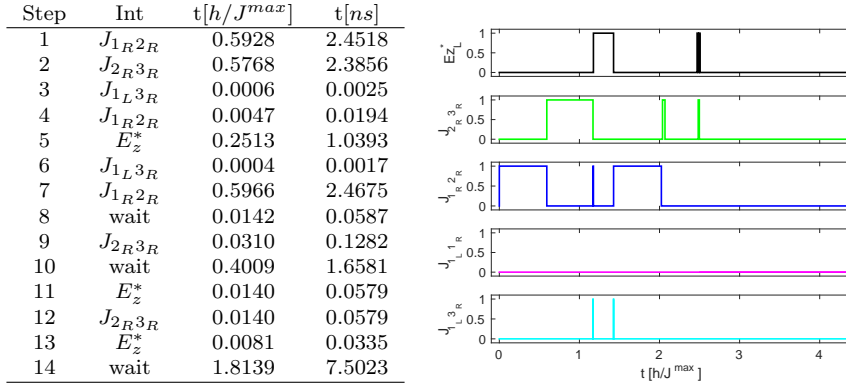 Step Int t[h/J^{max}] t[ns]
1 J_{1_R 2_R} 0.5928 2.4518
2 J_{2_R 3_R} 0.5768 2.3856
3 J_{1_L 3_R} 0.0006 0.0025
4 J_{1_R 2_R} 0.0047 0.0194
5 E_z^* 0.2513 1.0393
6 J_{1_L 3_R} 0.0004 0.0017
7 J_{1_R 2_R} 0.5966 2.4675
8 wait 0.0142 0.0587
9 J_{2_R 3_R} 0.0310 0.1282
10 wait 0.4009 1.6581
11 E_z^* 0.0140 0.0579
12 J_{2_R 3_R} 0.0140 0.0579
13 E_z^* 0.0081 0.0335
14 wait 1.8139 7.5023
Ez_L^*
1
0.5
0
J_{2_R 3_R}
1
0.5
0
J_{1_R 2_R}
1
0.5
0
J_{1_L 1_R}
1
0.5
0
J_{1_L 3_R}
1
0.5
0
0 1 2 3 4
t [h/J^{max}]